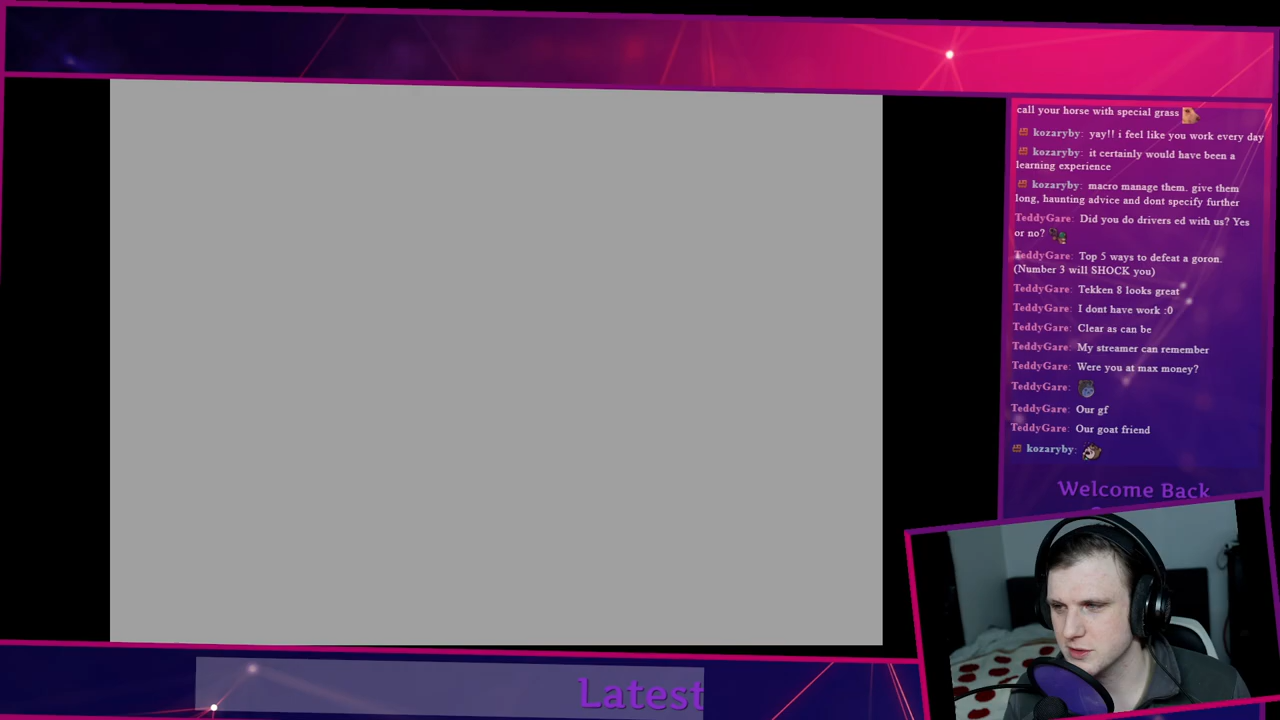 call your horse with special grass
kozaryby: yay!! i feel like you work every day
kozaryby: it certainly would have been a
learning experience
kozaryby: macro manage them. give them
long, haunting advice and dont specify further
TeddyGare: Did you do drivers ed with us? Yes
or no?
TeddyGare: Top 5 ways to defeat a goron.
(Number 3 will SHOCK you)
TeddyGare: Tekken 8 looks great
TeddyGare: I dont have work :0
TeddyGare: Clear as can be
TeddyGare: My streamer can remember
TeddyGare: Were you at max money?
TeddyGare:
TeddyGare: Our gf
TeddyGare: Our goat friend
kozaryby:
Welcome Back
Latest